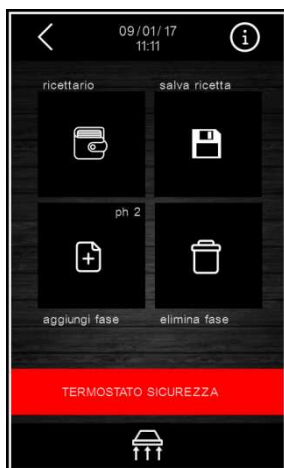 09/01/17
11:11
ricettario
salva ricetta
ph 2
aggiungi fase
elimina fase
TERMOSTATO SICUREZZA